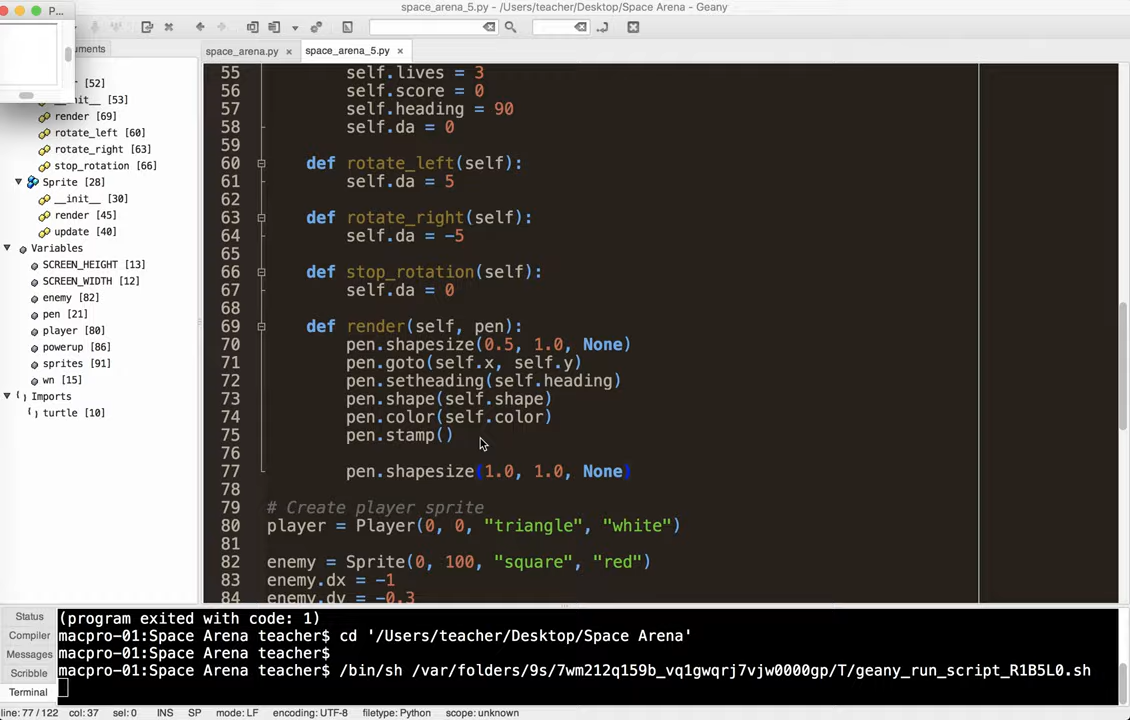 space_arena_5.py - /Users/teacher/Desktop/Space Arena - Geany
P...
uments
space_arena.py
space_arena_5.py
r [52]
__init__ [53]
render [69]
rotate_left [60]
rotate_right [63]
stop_rotation [66]
Sprite [28]
__init__ [30]
render [45]
update [40]
Variables
SCREEN_HEIGHT [13]
SCREEN_WIDTH [12]
enemy [82]
pen [21]
player [80]
powerup [86]
sprites [91]
wn [15]
Imports
turtle [10]
55 self.lives = 3
56 self.score = 0
57 self.heading = 90
58 self.da = 0
59
60 def rotate_left(self):
61 self.da = 5
62
63 def rotate_right(self):
64 self.da = -5
65
66 def stop_rotation(self):
67 self.da = 0
68
69 def render(self, pen):
70 pen.shapesize(0.5, 1.0, None)
71 pen.goto(self.x, self.y)
72 pen.setheading(self.heading)
73 pen.shape(self.shape)
74 pen.color(self.color)
75 pen.stamp()
76
77 pen.shapesize(1.0, 1.0, None)
78
79 # Create player sprite
80 player = Player(0, 0, "triangle", "white")
81
82 enemy = Sprite(0, 100, "square", "red")
83 enemy.dx = -1
84 enemy.dy = -0.3
Status
Compiler
Messages
Scribble
Terminal
(program exited with code: 1)
macpro-01:Space Arena teacher$ cd '/Users/teacher/Desktop/Space Arena'
macpro-01:Space Arena teacher$
macpro-01:Space Arena teacher$ /bin/sh /var/folders/9s/7wm212q159b_vq1gwqrj7vjw0000gp/T/geany_run_script_R1B5L0.sh
line: 77 / 122 col: 37 sel: 0 INS SP mode: LF encoding: UTF-8 filetype: Python scope: unknown